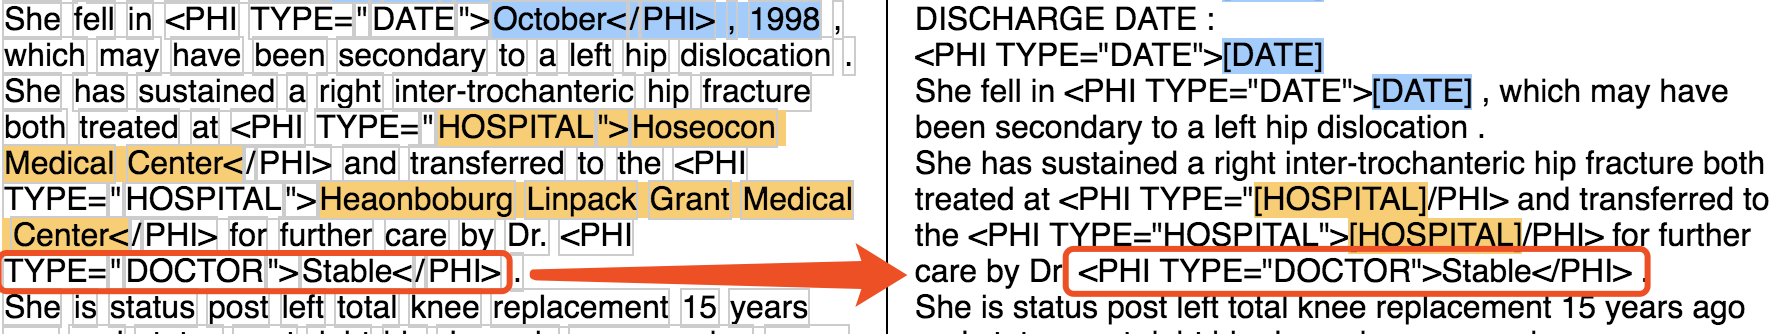 She fell in <PHI TYPE="DATE">October</PHI> , 1998 ,
which may have been secondary to a left hip dislocation .
She has sustained a right inter-trochanteric hip fracture
both treated at <PHI TYPE="HOSPITAL">Hoseocon
Medical Center</PHI> and transferred to the <PHI
TYPE="HOSPITAL">Heaonboburg Linpack Grant Medical
Center</PHI> for further care by Dr. <PHI
TYPE="DOCTOR">Stable</PHI> .
She is status post left total knee replacement 15 years
DISCHARGE DATE :
<PHI TYPE="DATE">[DATE]
She fell in <PHI TYPE="DATE">[DATE] , which may have
been secondary to a left hip dislocation .
She has sustained a right inter-trochanteric hip fracture both
treated at <PHI TYPE="[HOSPITAL]/PHI> and transferred to
the <PHI TYPE="HOSPITAL">[HOSPITAL]/PHI> for further
care by Dr <PHI TYPE="DOCTOR">Stable</PHI> .
She is status post left total knee replacement 15 years ago